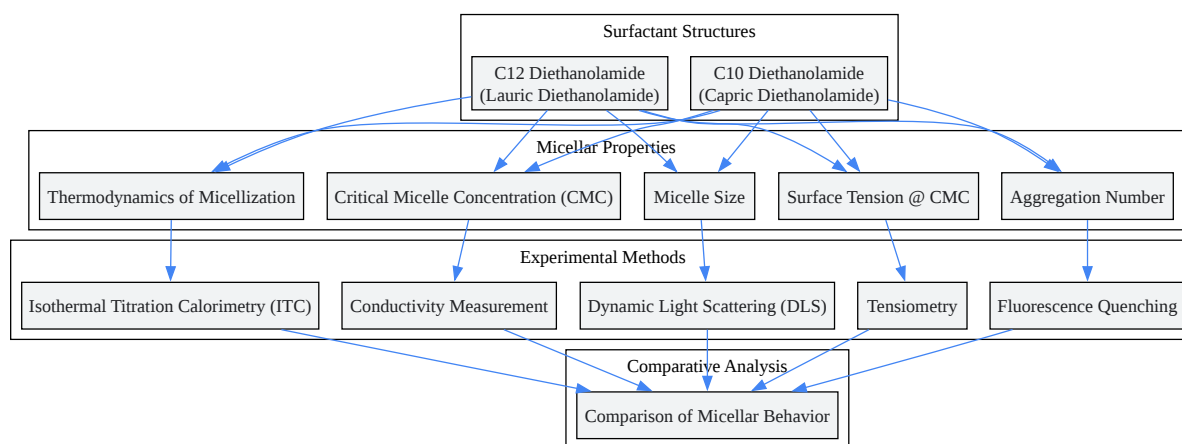 Surfactant Structures
C12 Diethanolamide
(Lauric Diethanolamide)
C10 Diethanolamide
(Capric Diethanolamide)
Micellar Properties
Thermodynamics of Micellization
Critical Micelle Concentration (CMC)
Micelle Size
Surface Tension @ CMC
Aggregation Number
Experimental Methods
Isothermal Titration Calorimetry (ITC)
Conductivity Measurement
Dynamic Light Scattering (DLS)
Tensiometry
Fluorescence Quenching
Comparative Analysis
Comparison of Micellar Behavior